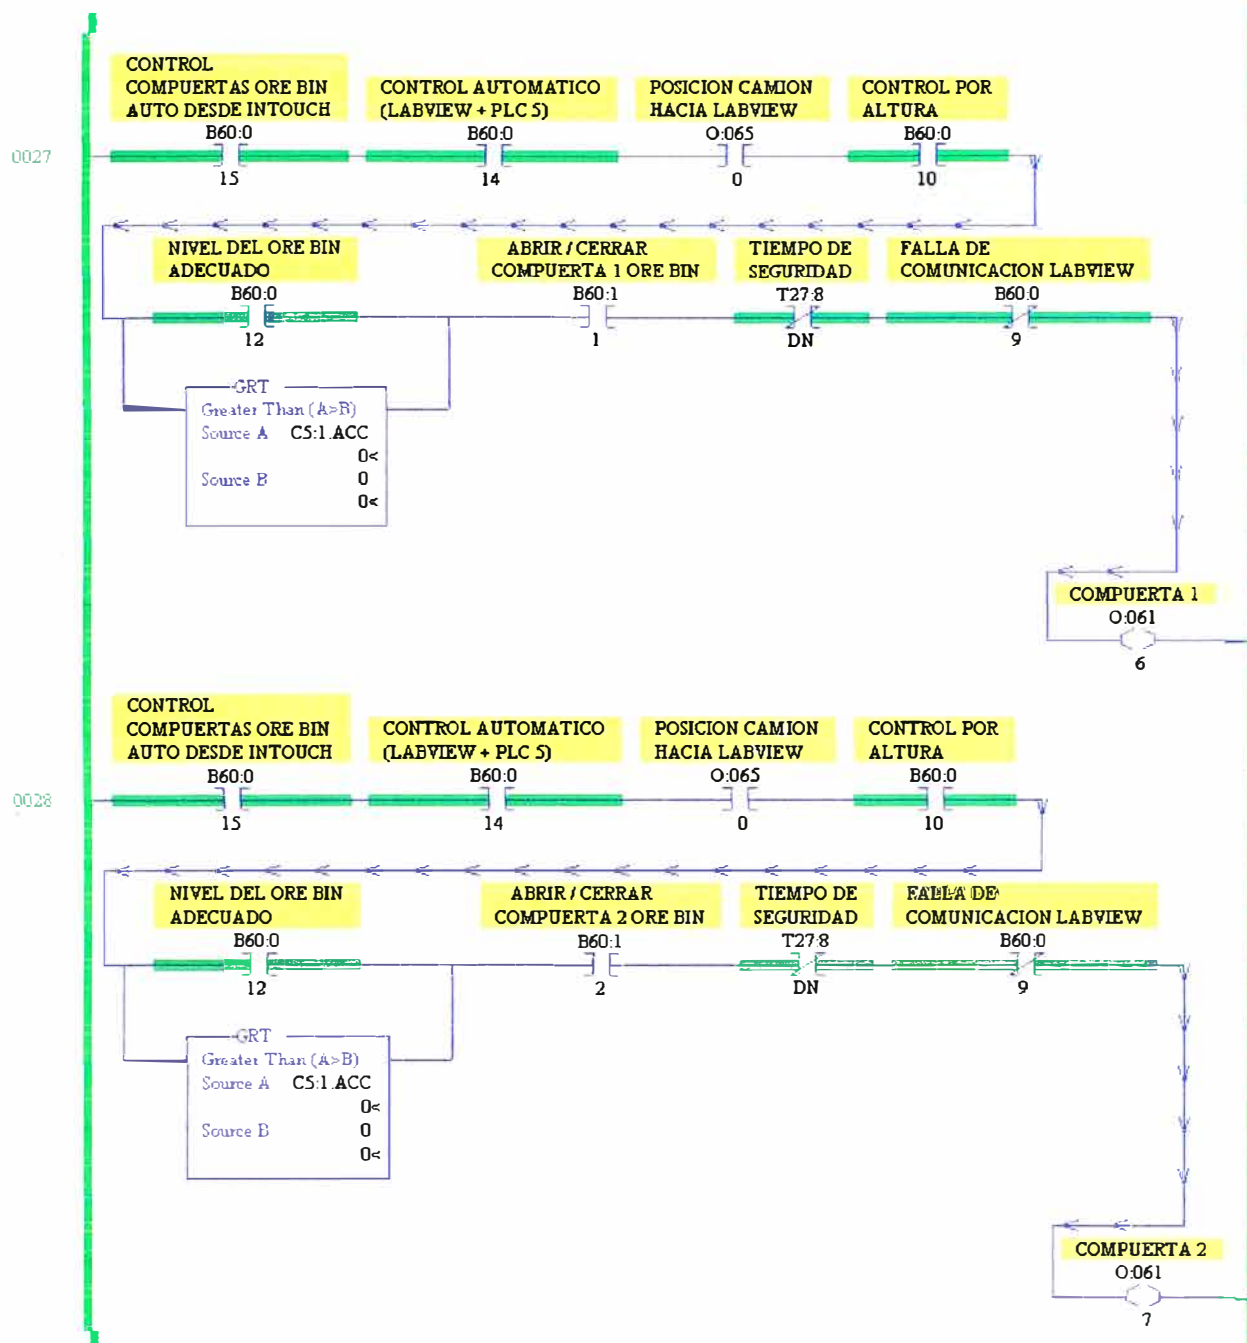 CONTROL
COMPUERTAS ORE BIN
AUTO DESDE INTOUCH
CONTROL AUTOMATICO
(LABVIEW + PLC 5)
POSICION CAMION
HACIA LABVIEW
CONTROL POR
ALTURA
B60:0
B60:0
O:065
B60:0
0027
15
14
0
10
NIVEL DEL ORE BIN
ADECUADO
ABRIR / CERRAR
COMPUERTA 1 ORE BIN
TIEMPO DE
SEGURIDAD
FALLA DE
COMUNICACION LABVIEW
B60:0
B60:1
T27:8
B60:0
12
1
DN
9
GRT
Greater Than (A>B)
Source A C5:1.ACC
0<
Source B 0
0<
COMPUERTA 1
O:061
6
CONTROL
COMPUERTAS ORE BIN
AUTO DESDE INTOUCH
CONTROL AUTOMATICO
(LABVIEW + PLC 5)
POSICION CAMION
HACIA LABVIEW
CONTROL POR
ALTURA
B60:0
B60:0
O:065
B60:0
0028
15
14
0
10
NIVEL DEL ORE BIN
ADECUADO
ABRIR / CERRAR
COMPUERTA 2 ORE BIN
TIEMPO DE
SEGURIDAD
FALLA DE
COMUNICACION LABVIEW
B60:0
B60:1
T27:8
B60:0
12
2
DN
9
GRT
Greater Than (A>B)
Source A C5:1.ACC
0<
Source B 0
0<
COMPUERTA 2
O:061
7